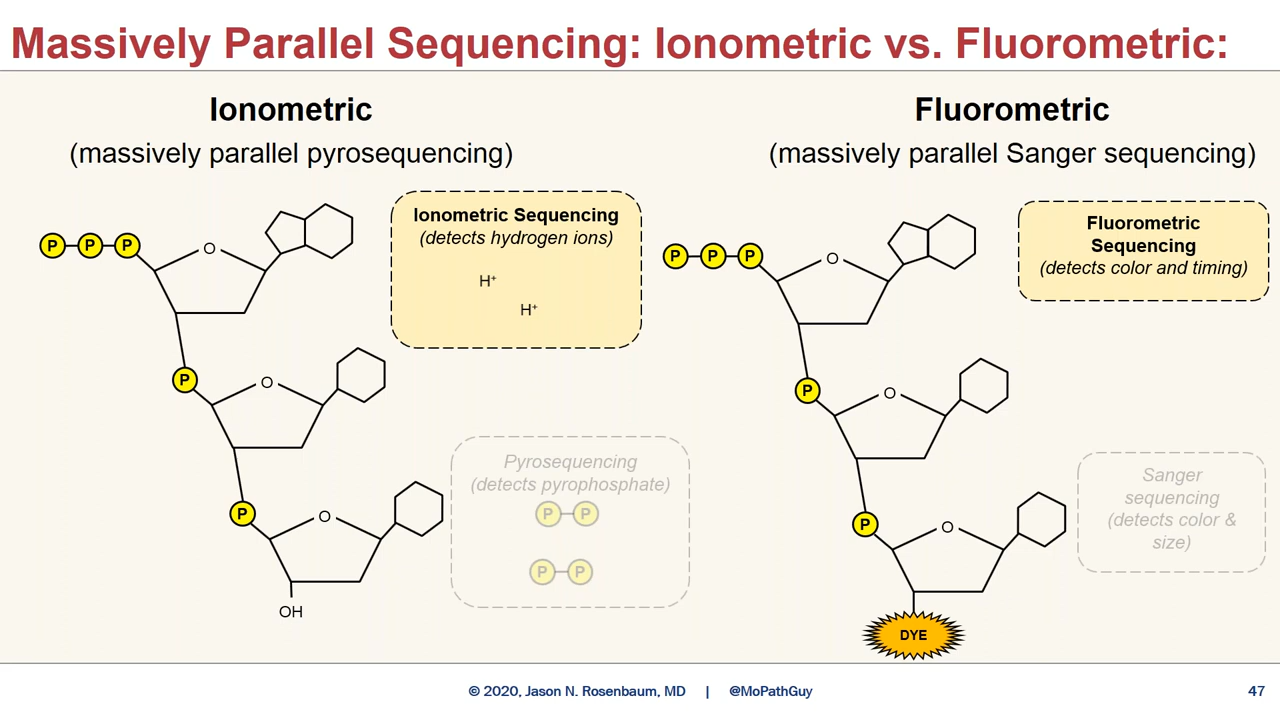 Massively Parallel Sequencing: Ionometric vs. Fluorometric:
Ionometric
(massively parallel pyrosequencing)
P P P
O
P
O
P
O
OH
Ionometric Sequencing
(detects hydrogen ions)
H⁺
H⁺
Pyrosequencing
(detects pyrophosphate)
P P
P P
Fluorometric
(massively parallel Sanger sequencing)
P P P
O
P
O
P
O
DYE
Fluorometric
Sequencing
(detects color and timing)
Sanger
sequencing
(detects color &
size)
© 2020, Jason N. Rosenbaum, MD | @MoPathGuy
47